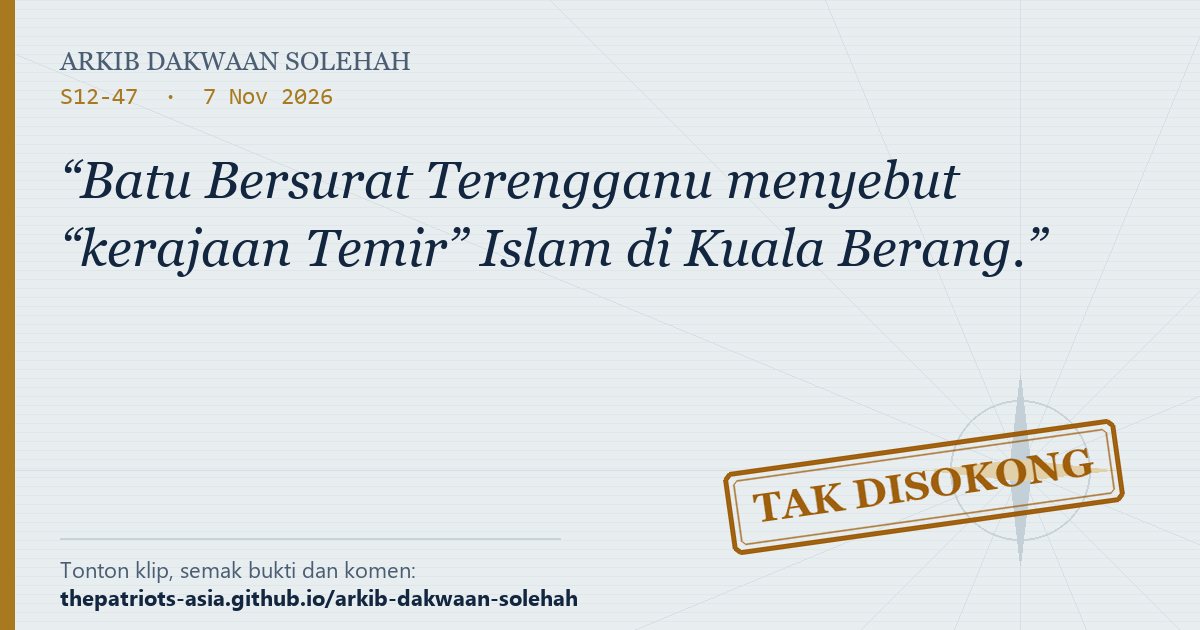 ARKIB DAKWAAN SOLEHAH
S12-47 · 7 Nov 2026
“Batu Bersurat Terengganu menyebut
“kerajaan Temir” Islam di Kuala Berang.”
TAK DISOKONG
Tonton klip, semak bukti dan komen:
thepatriots-asia.github.io/arkib-dakwaan-solehah